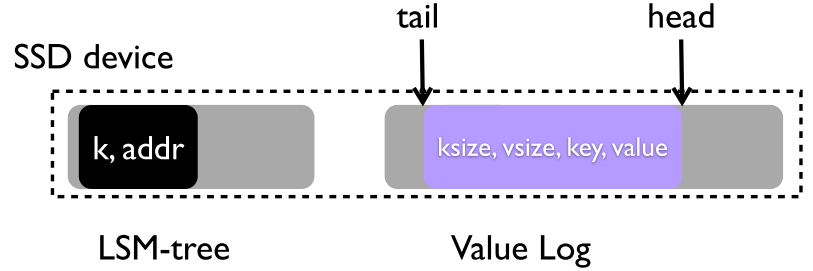 tail
head
SSD device
k, addr
ksize, vsize, key, value
LSM-tree
Value Log